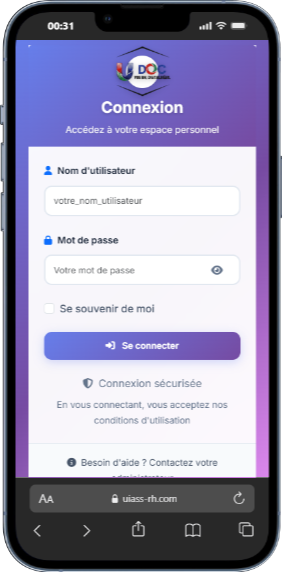 00:31
DOC
Connexion
Accédez à votre espace personnel
Nom d'utilisateur
votre_nom_utilisateur
Mot de passe
Votre mot de passe
Se souvenir de moi
Se connecter
Connexion sécurisée
En vous connectant, vous acceptez nos
conditions d'utilisation
Besoin d'aide ? Contactez votre
administrateur
AA
uiass-rh.com